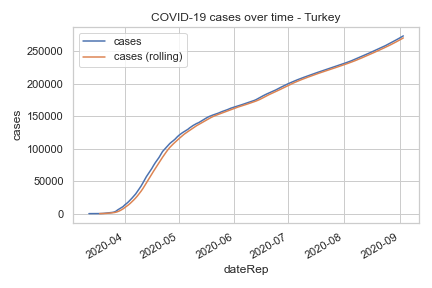 COVID-19 cases over time - Turkey
cases
cases (rolling)
250000
200000
150000
100000
50000
0
cases
2020-04
2020-05
2020-06
2020-07
2020-08
2020-09
dateRep